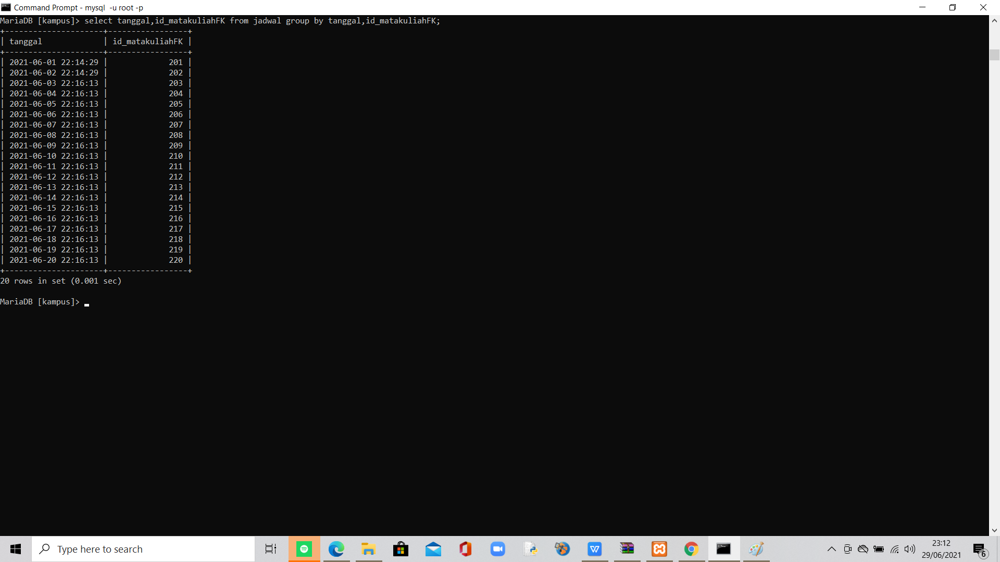 Command Prompt - mysql  -u root -p
MariaDB [kampus]> select tanggal,id_matakuliahFK from jadwal group by tanggal,id_matakuliahFK;
+---------------------+-----------------+
| tanggal             | id_matakuliahFK |
+---------------------+-----------------+
| 2021-06-01 22:14:29 |             201 |
| 2021-06-02 22:14:29 |             202 |
| 2021-06-03 22:16:13 |             203 |
| 2021-06-04 22:16:13 |             204 |
| 2021-06-05 22:16:13 |             205 |
| 2021-06-06 22:16:13 |             206 |
| 2021-06-07 22:16:13 |             207 |
| 2021-06-08 22:16:13 |             208 |
| 2021-06-09 22:16:13 |             209 |
| 2021-06-10 22:16:13 |             210 |
| 2021-06-11 22:16:13 |             211 |
| 2021-06-12 22:16:13 |             212 |
| 2021-06-13 22:16:13 |             213 |
| 2021-06-14 22:16:13 |             214 |
| 2021-06-15 22:16:13 |             215 |
| 2021-06-16 22:16:13 |             216 |
| 2021-06-17 22:16:13 |             217 |
| 2021-06-18 22:16:13 |             218 |
| 2021-06-19 22:16:13 |             219 |
| 2021-06-20 22:16:13 |             220 |
+---------------------+-----------------+
20 rows in set (0.001 sec)
MariaDB [kampus]> _
Type here to search
23:12
29/06/2021
6